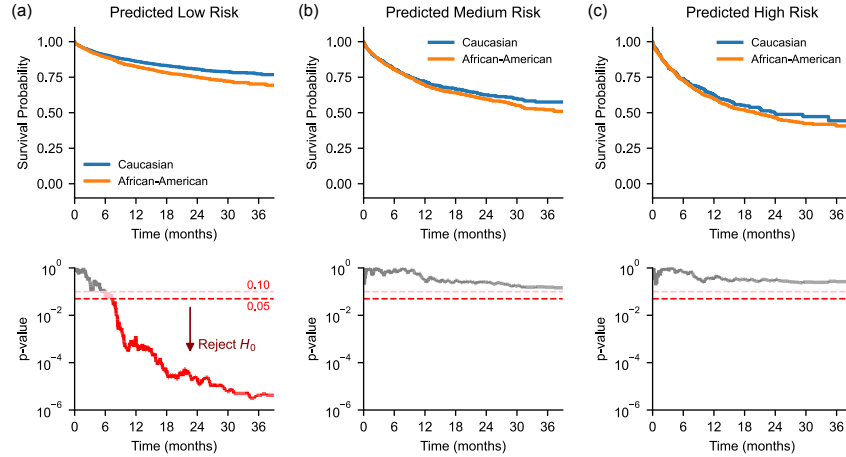 (a) Predicted Low Risk
1.00
0.75
0.50
0.25
0.00
Survival Probability
Caucasian
African-American
0 6 12 18 24 30 36
Time (months)
(b) Predicted Medium Risk
1.00
0.75
0.50
0.25
0.00
Survival Probability
Caucasian
African-American
0 6 12 18 24 30 36
Time (months)
(c) Predicted High Risk
1.00
0.75
0.50
0.25
0.00
Survival Probability
Caucasian
African-American
0 6 12 18 24 30 36
Time (months)
10⁰
10⁻²
10⁻⁴
10⁻⁶
p-value
0.10
0.05
Reject H₀
0 6 12 18 24 30 36
Time (months)
10⁰
10⁻²
10⁻⁴
10⁻⁶
p-value
0 6 12 18 24 30 36
Time (months)
10⁰
10⁻²
10⁻⁴
10⁻⁶
p-value
0 6 12 18 24 30 36
Time (months)